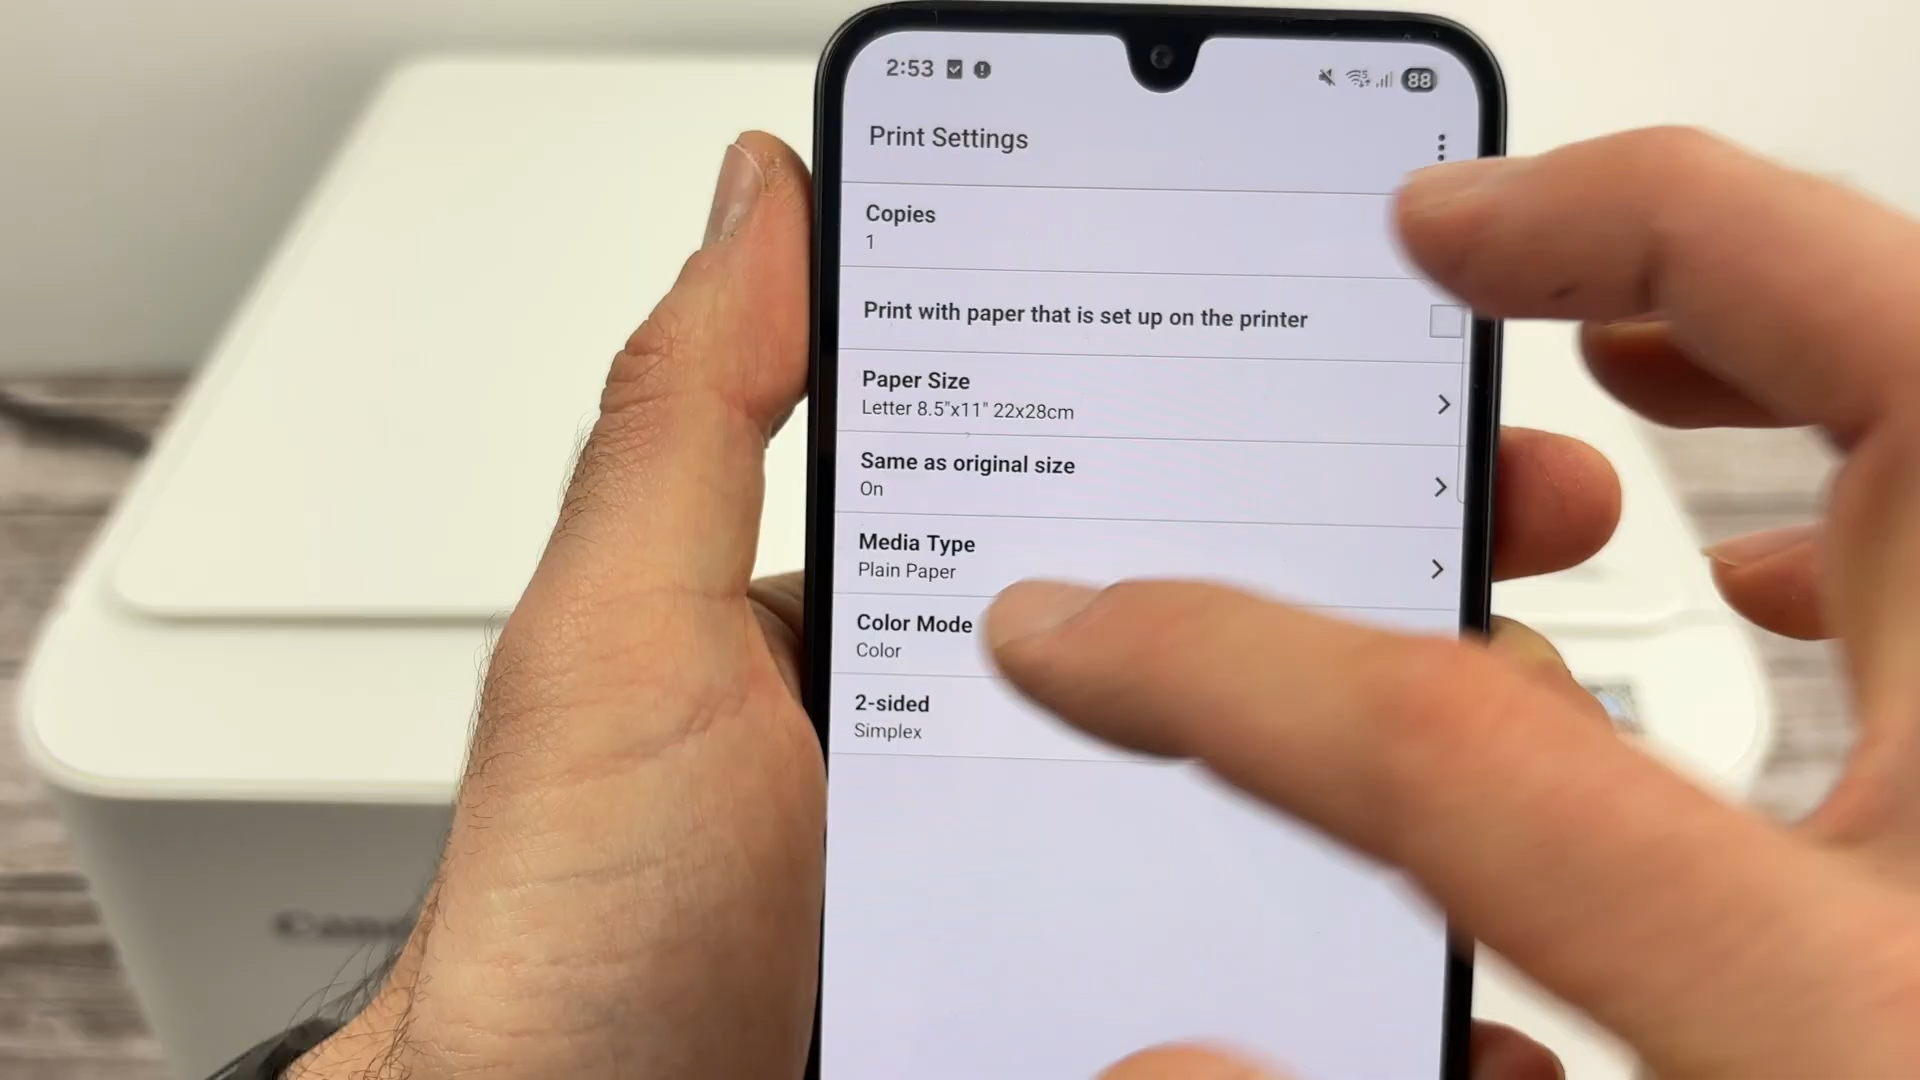 2:53
88
Print Settings
Copies
1
Print with paper that is set up on the printer
Paper Size
Letter 8.5"x11" 22x28cm
Same as original size
On
Media Type
Plain Paper
Color Mode
Color
2-sided
Simplex